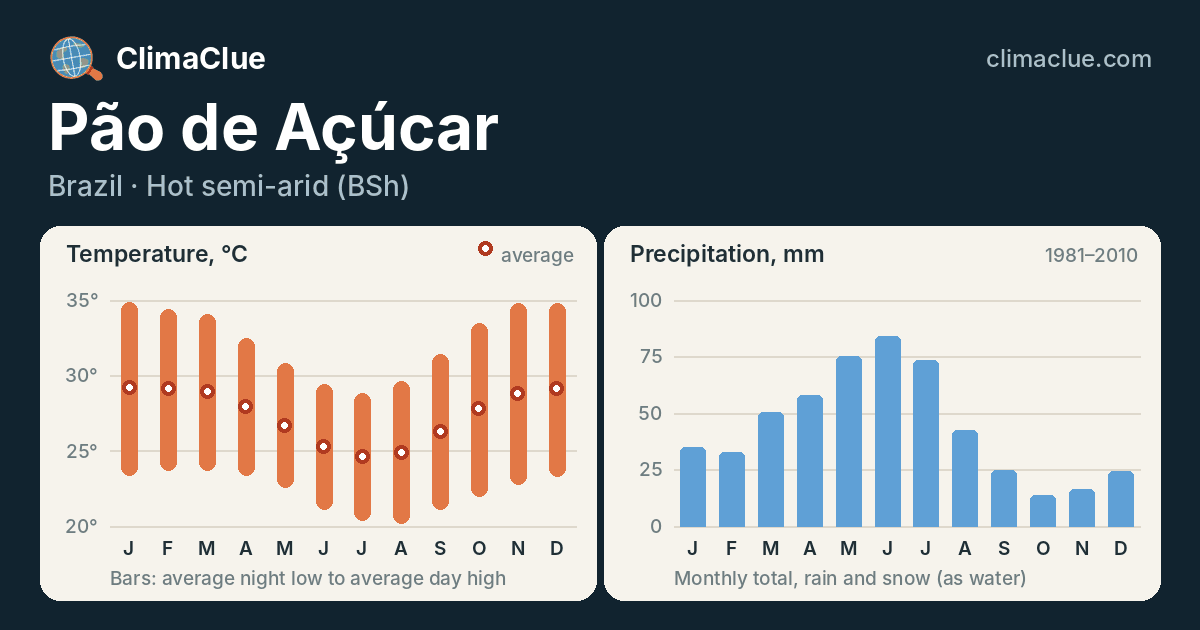 ClimaClue
climaclue.com
Pão de Açúcar
Brazil · Hot semi-arid (BSh)
Temperature, °C
average
35°
30°
25°
20°
J F M A M J J A S O N D
Bars: average night low to average day high
Precipitation, mm
1981–2010
100
75
50
25
0
J F M A M J J A S O N D
Monthly total, rain and snow (as water)